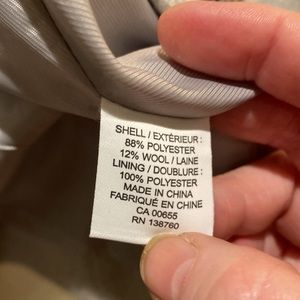 SHELL / EXTÉRIEUR :
88% POLYESTER
12% WOOL / LAINE
LINING / DOUBLURE :
100% POLYESTER
MADE IN CHINA
FABRIQUÉ EN CHINE
CA 00655
RN 138760